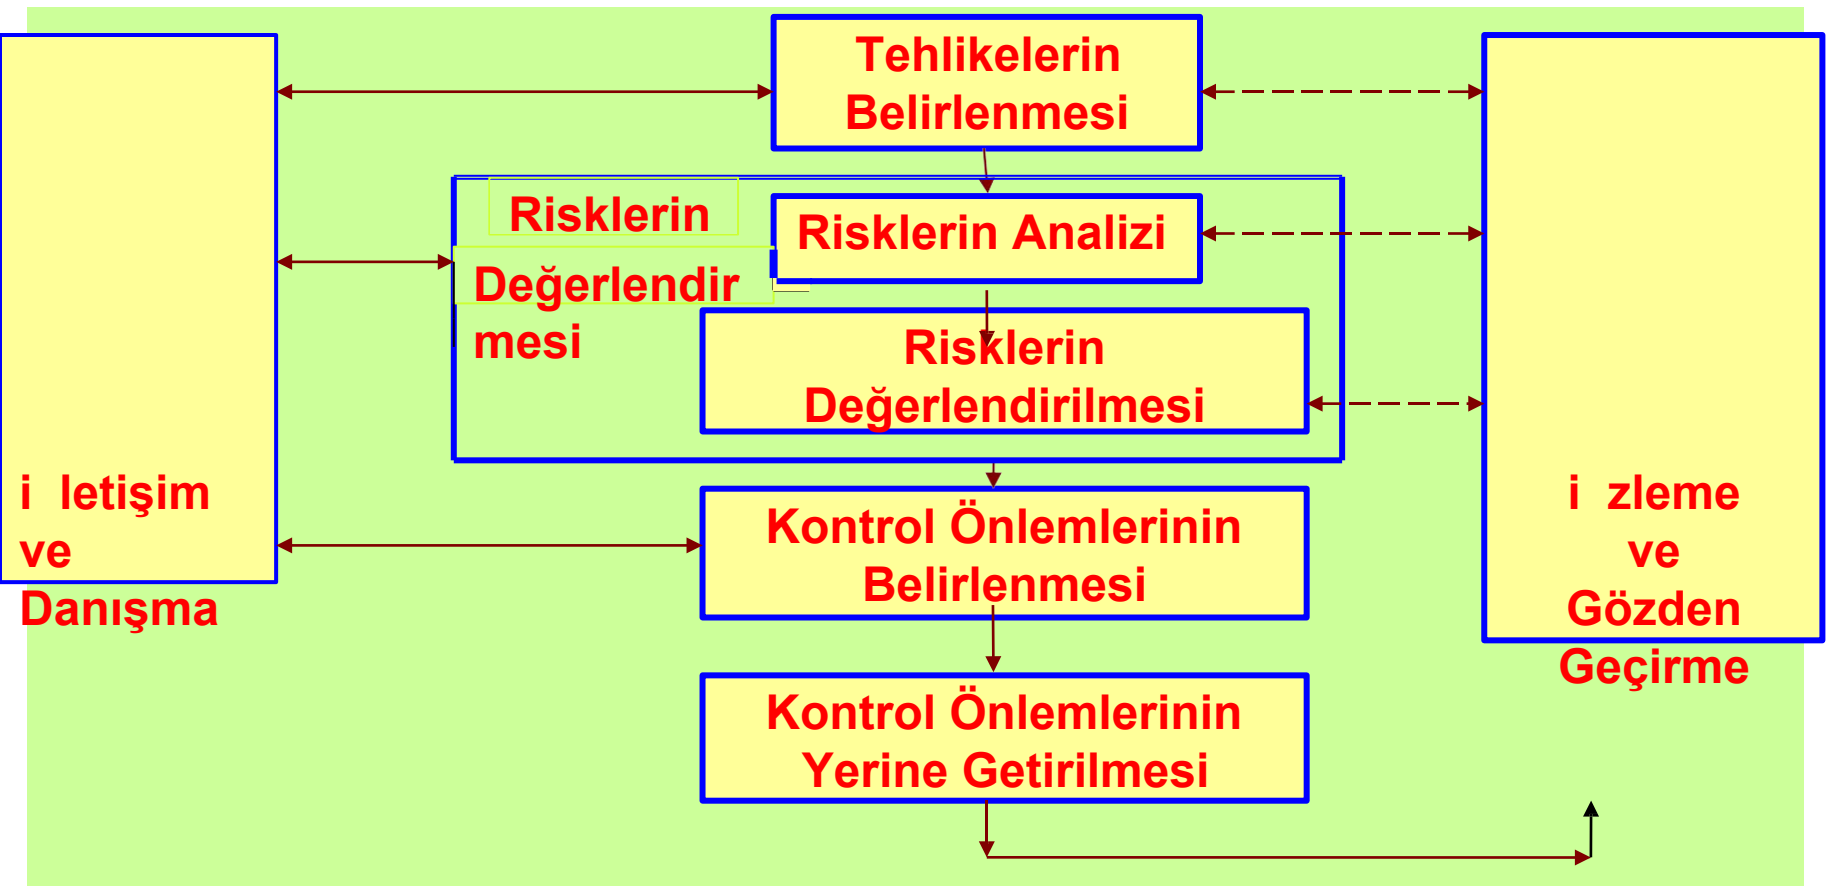 Tehlikelerin
Belirlenmesi
Risklerin
Değerlendir
mesi
Risklerin Analizi
Risklerin
Değerlendirilmesi
i letişim
ve
Danışma
Kontrol Önlemlerinin
Belirlenmesi
i zleme
ve
Gözden
Geçirme
Kontrol Önlemlerinin
Yerine Getirilmesi